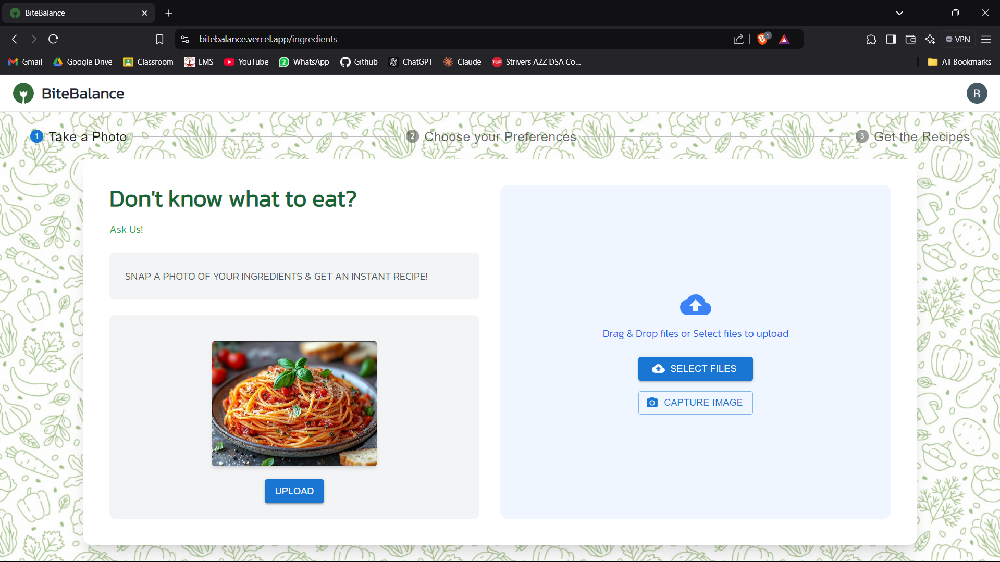 BiteBalance
bitebalance.vercel.app/ingredients
1
VPN
Gmail
Google Drive
Classroom
LMS
YouTube
2
WhatsApp
Github
ChatGPT
Claude
TUF
Strivers A2Z DSA Co...
All Bookmarks
BiteBalance
R
1 Take a Photo
2 Choose your Preferences
3 Get the Recipes
Don't know what to eat?
Ask Us!
SNAP A PHOTO OF YOUR INGREDIENTS & GET AN INSTANT RECIPE!
UPLOAD
Drag & Drop files or Select files to upload
SELECT FILES
CAPTURE IMAGE